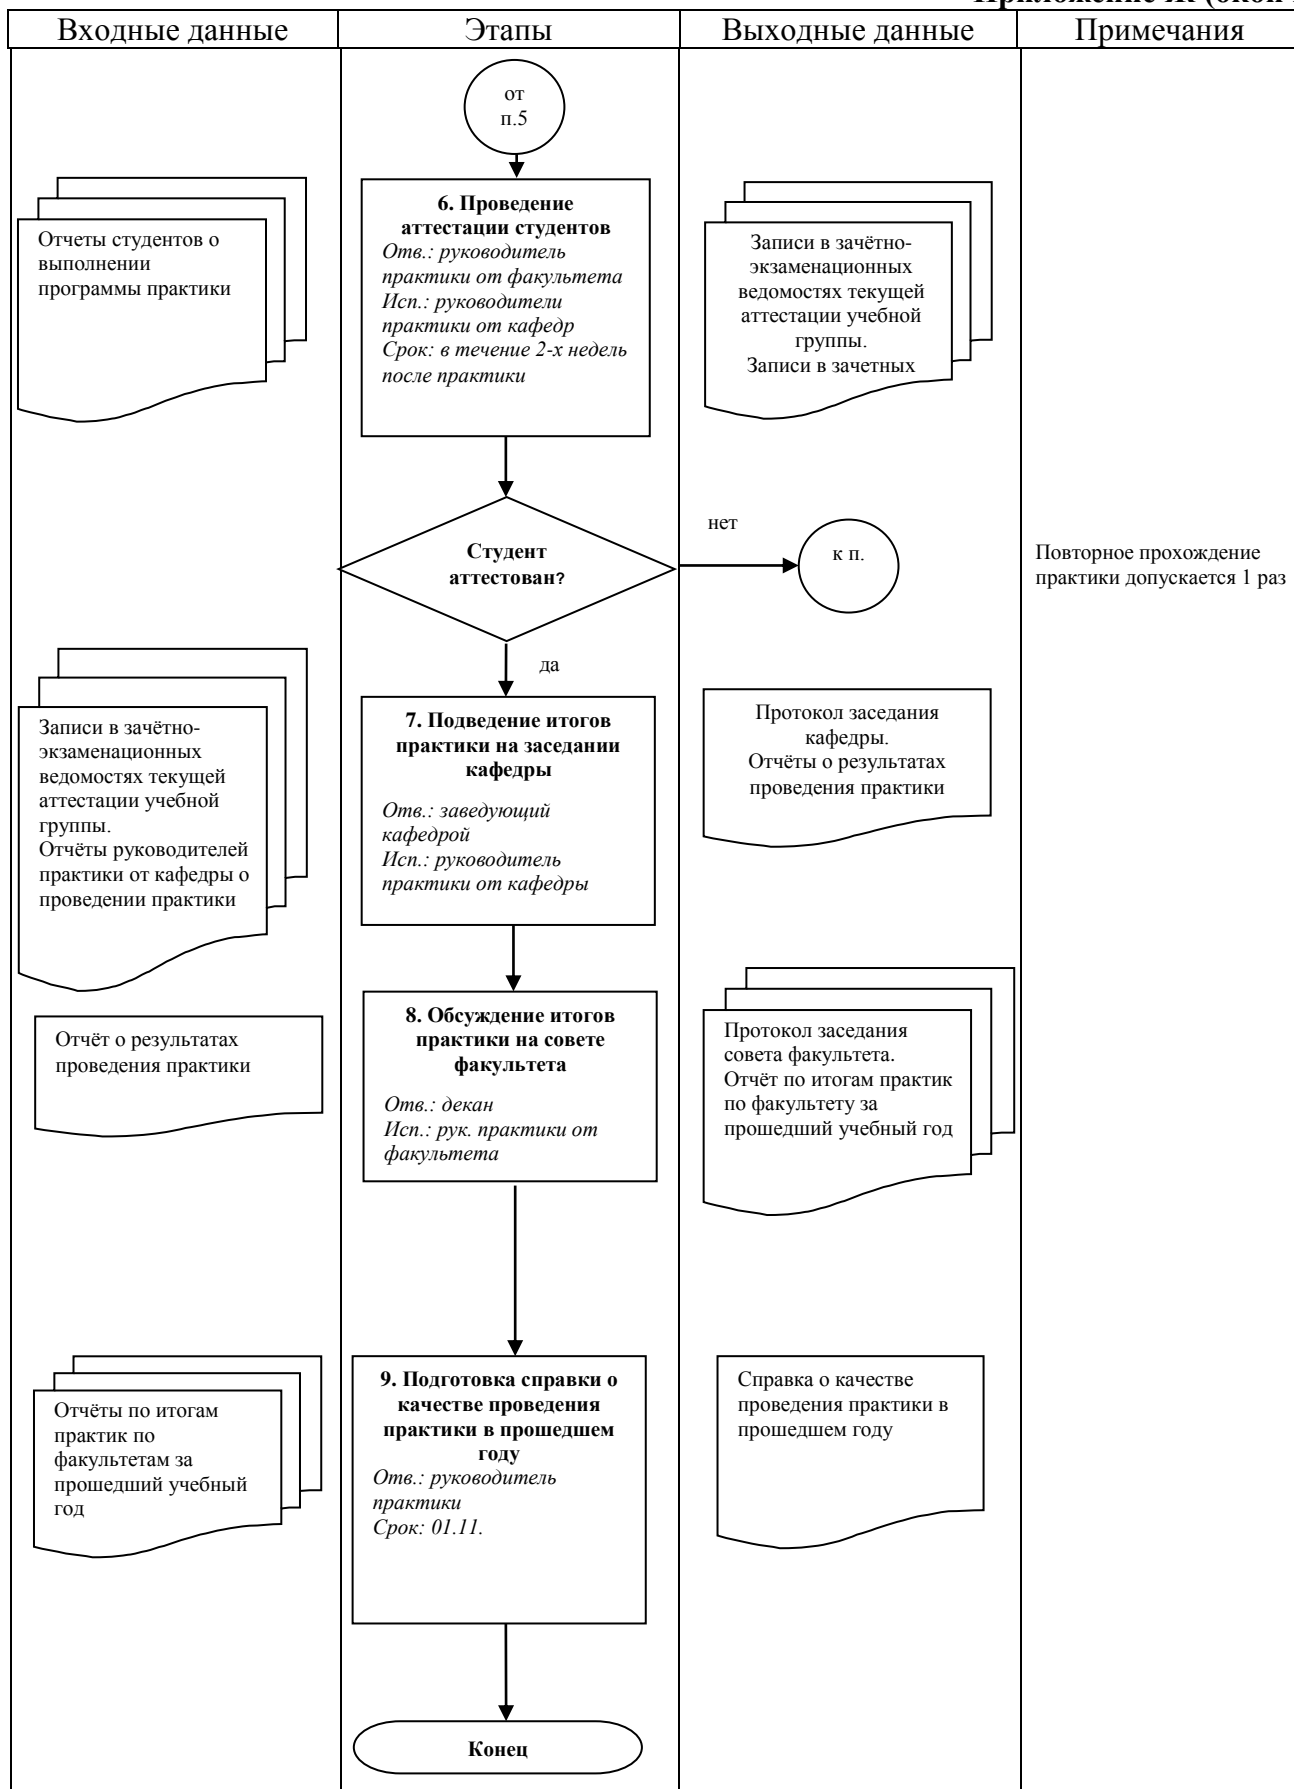 Приложение Ж (окон
Входные данные
Этапы
Выходные данные
Примечания
от
п.5
Отчеты студентов о
выполнении
программы практики
6. Проведение
аттестации студентов
Отв.: руководитель
практики от факультета
Исп.: руководители
практики от кафедр
Срок: в течение 2-х недель
после практики
Записи в зачётно-
экзаменационных
ведомостях текущей
аттестации учебной
группы.
Записи в зачетных
Студент
аттестован?
нет
к п.
Повторное прохождение
практики допускается 1 раз
да
Записи в зачётно-
экзаменационных
ведомостях текущей
аттестации учебной
группы.
Отчёты руководителей
практики от кафедры о
проведении практики
7. Подведение итогов
практики на заседании
кафедры
Отв.: заведующий
кафедрой
Исп.: руководитель
практики от кафедры
Протокол заседания
кафедры.
Отчёты о результатах
проведения практики
Отчёт о результатах
проведения практики
8. Обсуждение итогов
практики на совете
факультета
Отв.: декан
Исп.: рук. практики от
факультета
Протокол заседания
совета факультета.
Отчёт по итогам практик
по факультету за
прошедший учебный год
Отчёты по итогам
практик по
факультетам за
прошедший учебный
год
9. Подготовка справки о
качестве проведения
практики в прошедшем
году
Отв.: руководитель
практики
Срок: 01.11.
Справка о качестве
проведения практики в
прошедшем году
Конец